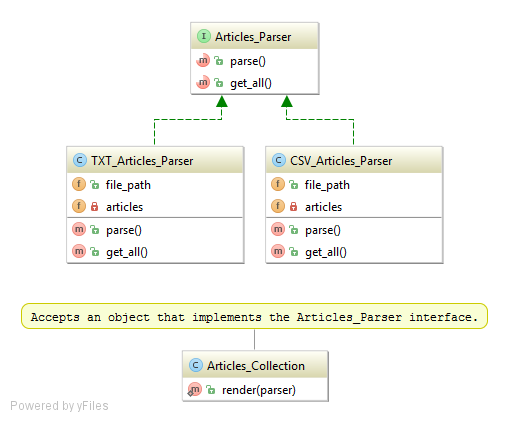 Articles_Parser
parse()
get_all()
TXT_Articles_Parser
file_path
articles
parse()
get_all()
CSV_Articles_Parser
file_path
articles
parse()
get_all()
Accepts an object that implements the Articles_Parser interface.
Articles_Collection
render(parser)
Powered by yFiles